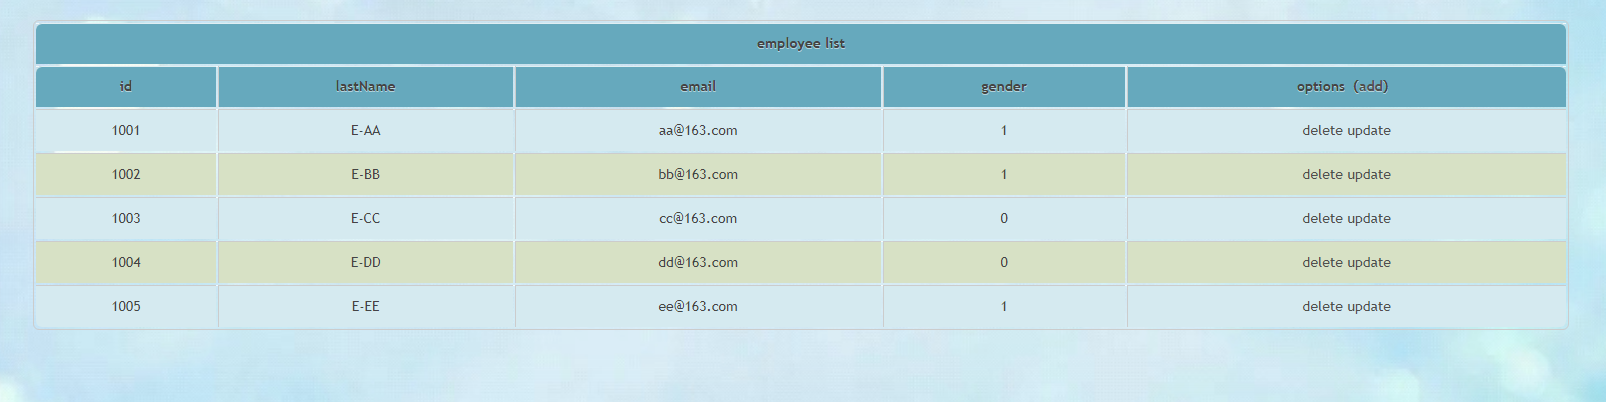 employee list
id lastName email gender options (add)
1001 E-AA aa@163.com 1 delete update
1002 E-BB bb@163.com 1 delete update
1003 E-CC cc@163.com 0 delete update
1004 E-DD dd@163.com 0 delete update
1005 E-EE ee@163.com 1 delete update